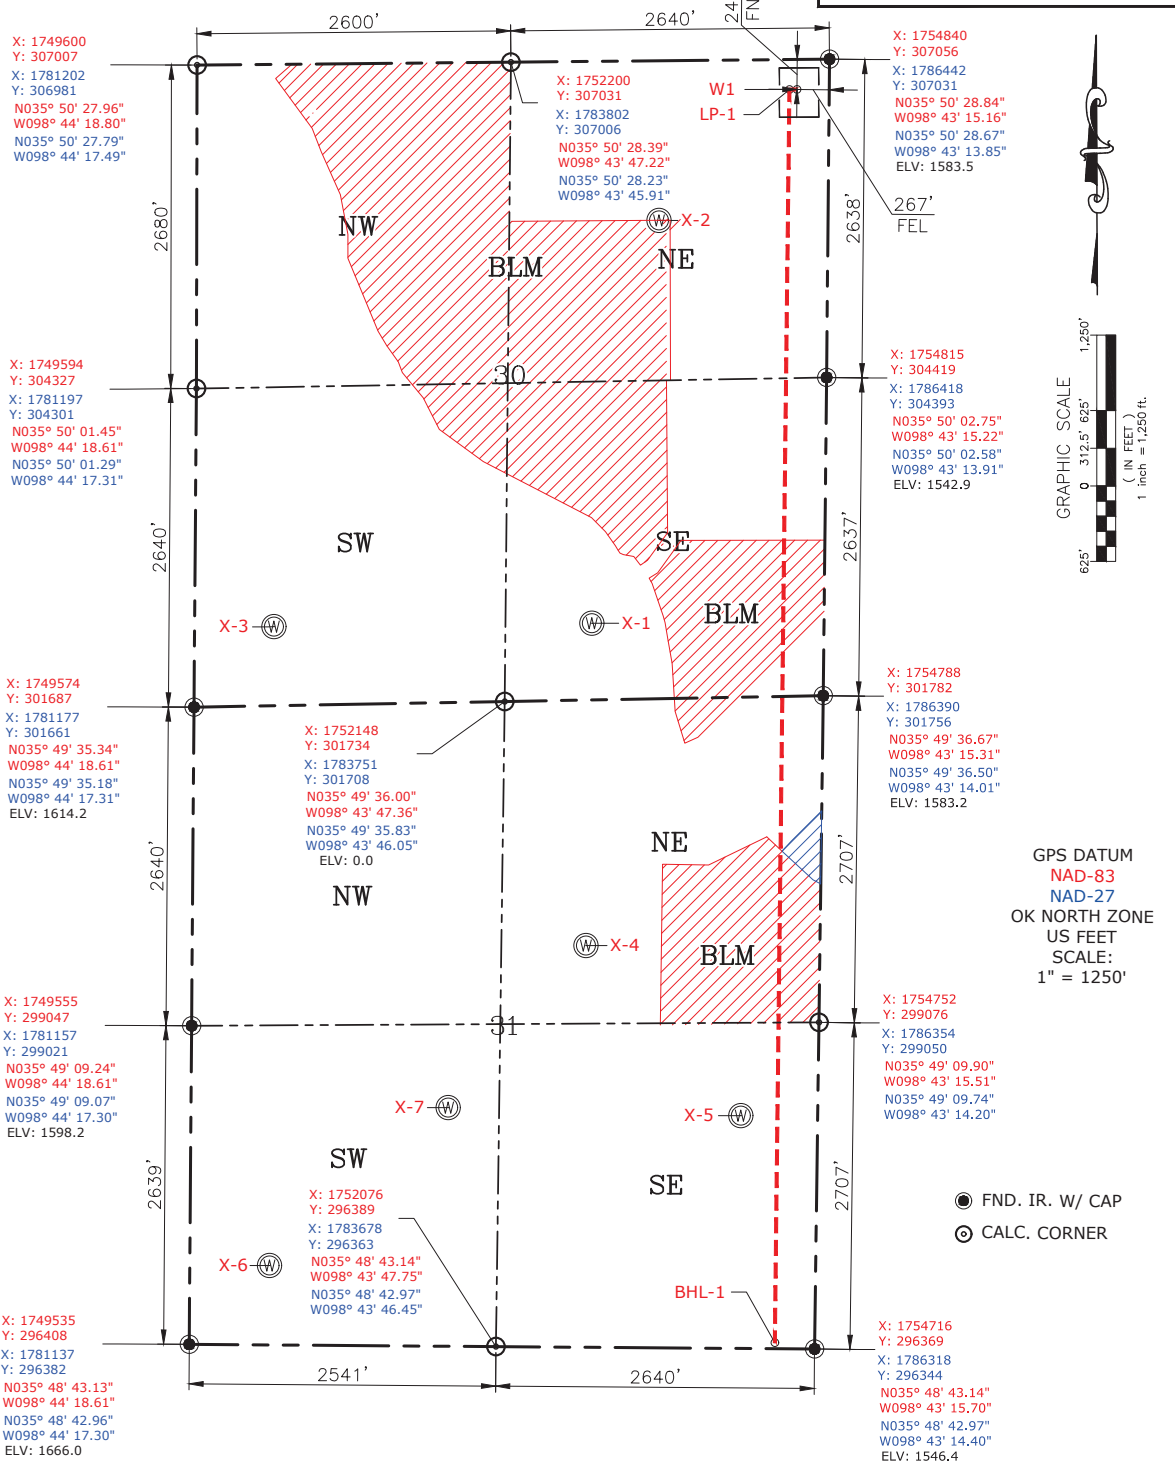 2600'
2640'
24
FN
X: 1749600
Y: 307007
X: 1781202
Y: 306981
N035° 50' 27.96"
W098° 44' 18.80"
N035° 50' 27.79"
W098° 44' 17.49"
X: 1752200
Y: 307031
X: 1783802
Y: 307006
N035° 50' 28.39"
W098° 43' 47.22"
N035° 50' 28.23"
W098° 43' 45.91"
W1
LP-1
X: 1754840
Y: 307056
X: 1786442
Y: 307031
N035° 50' 28.84"
W098° 43' 15.16"
N035° 50' 28.67"
W098° 43' 13.85"
ELV: 1583.5
267'
FEL
2680'
2638'
NW
BLM
X-2
NE
30
X: 1749594
Y: 304327
X: 1781197
Y: 304301
N035° 50' 01.45"
W098° 44' 18.61"
N035° 50' 01.29"
W098° 44' 17.31"
X: 1754815
Y: 304419
X: 1786418
Y: 304393
N035° 50' 02.75"
W098° 43' 15.22"
N035° 50' 02.58"
W098° 43' 13.91"
ELV: 1542.9
GRAPHIC SCALE
625'
0
312.5'
625'
1,250'
( IN FEET )
1 inch = 1,250 ft.
2640'
2637'
SW
SE
BLM
X-3
W
W
X-1
X: 1749574
Y: 301687
X: 1781177
Y: 301661
N035° 49' 35.34"
W098° 44' 18.61"
N035° 49' 35.18"
W098° 44' 17.31"
ELV: 1614.2
X: 1752148
Y: 301734
X: 1783751
Y: 301708
N035° 49' 36.00"
W098° 43' 47.36"
N035° 49' 35.83"
W098° 43' 46.05"
ELV: 0.0
X: 1754788
Y: 301782
X: 1786390
Y: 301756
N035° 49' 36.67"
W098° 43' 15.31"
N035° 49' 36.50"
W098° 43' 14.01"
ELV: 1583.2
2640'
2707'
NE
NW
W
X-4
BLM
GPS DATUM
NAD-83
NAD-27
OK NORTH ZONE
US FEET
SCALE:
1" = 1250'
31
X: 1749555
Y: 299047
X: 1781157
Y: 299021
N035° 49' 09.24"
W098° 44' 18.61"
N035° 49' 09.07"
W098° 44' 17.30"
ELV: 1598.2
X: 1754752
Y: 299076
X: 1786354
Y: 299050
N035° 49' 09.90"
W098° 43' 15.51"
N035° 49' 09.74"
W098° 43' 14.20"
X-7
W
X-5
W
2639'
2707'
SW
SE
X: 1752076
Y: 296389
X: 1783678
Y: 296363
N035° 48' 43.14"
W098° 43' 47.75"
N035° 48' 42.97"
W098° 43' 46.45"
X-6
W
BHL-1
FND. IR. W/ CAP
CALC. CORNER
X: 1749535
Y: 296408
X: 1781137
Y: 296382
N035° 48' 43.13"
W098° 44' 18.61"
N035° 48' 42.96"
W098° 44' 17.30"
ELV: 1666.0
2541'
2640'
X: 1754716
Y: 296369
X: 1786318
Y: 296344
N035° 48' 43.14"
W098° 43' 15.70"
N035° 48' 42.97"
W098° 43' 14.40"
ELV: 1546.4